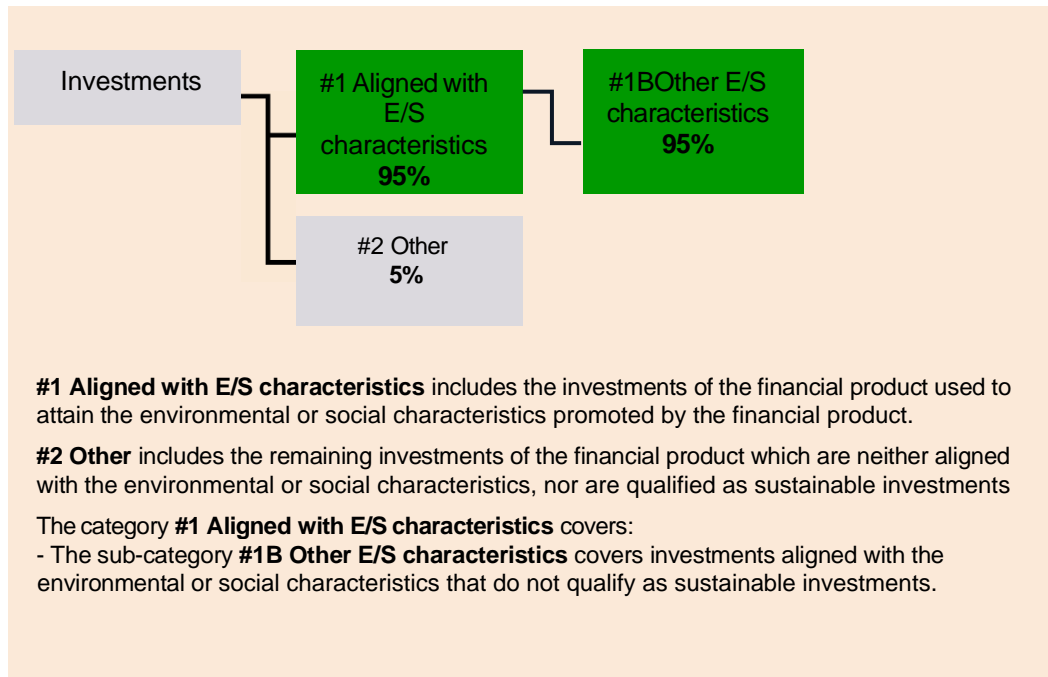 Investments
#1 Aligned with
E/S
characteristics
95%
#1BOther E/S
characteristics
95%
#2 Other
5%
#1 Aligned with E/S characteristics includes the investments of the financial product used to
attain the environmental or social characteristics promoted by the financial product.
#2 Other includes the remaining investments of the financial product which are neither aligned
with the environmental or social characteristics, nor are qualified as sustainable investments
The category #1 Aligned with E/S characteristics covers:
- The sub-category #1B Other E/S characteristics covers investments aligned with the
environmental or social characteristics that do not qualify as sustainable investments.